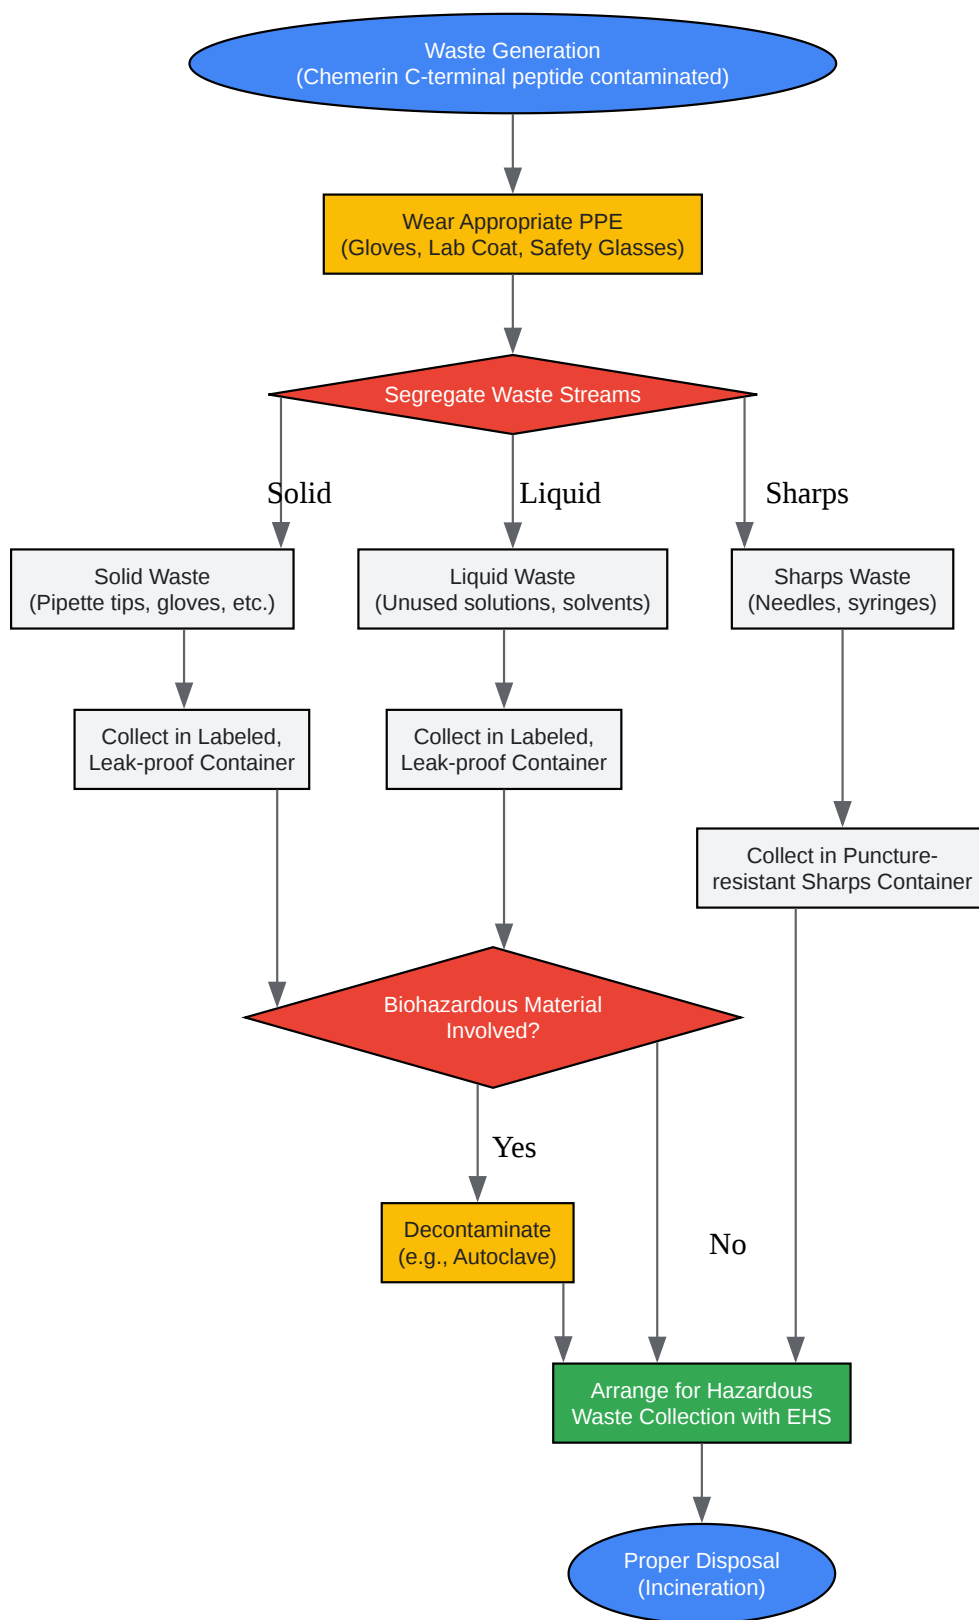 Waste Generation
(Chemerin C-terminal peptide contaminated)
Wear Appropriate PPE
(Gloves, Lab Coat, Safety Glasses)
Segregate Waste Streams
Solid
Liquid
Sharps
Solid Waste
(Pipette tips, gloves, etc.)
Liquid Waste
(Unused solutions, solvents)
Sharps Waste
(Needles, syringes)
Collect in Labeled,
Leak-proof Container
Collect in Labeled,
Leak-proof Container
Collect in Puncture-
resistant Sharps Container
Biohazardous Material
Involved?
Yes
Decontaminate
(e.g., Autoclave)
No
Arrange for Hazardous
Waste Collection with EHS
Proper Disposal
(Incineration)